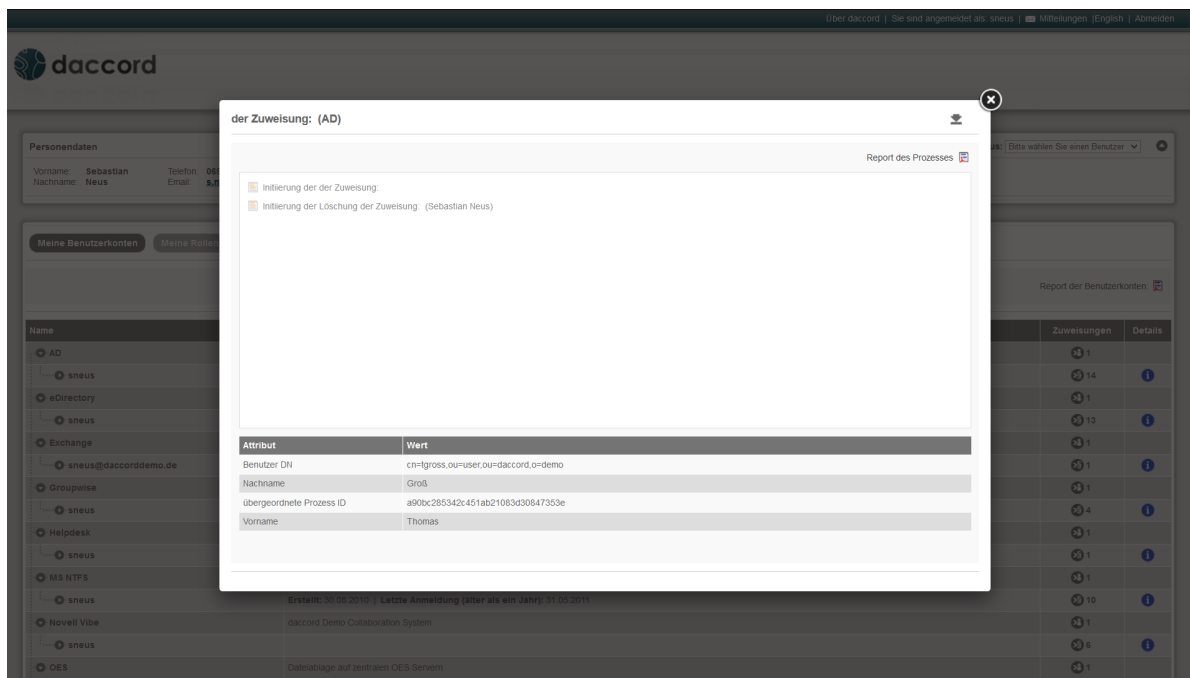 Über daccord | Sie sind angemeldet als: sneus | Mitteilungen |English | Abmelden
daccord
der Zuweisung: (AD)
Personendaten
Bitte wählen Sie einen Benutzer
Report des Prozesses
Vorname: Sebastian Telefon:
Nachname: Neus Email:
Initiierung der der Zuweisung:
Initiierung der Löschung der Zuweisung: (Sebastian Neus)
Meine Benutzerkonten Meine Rollen
Report der Benutzerkonten:
Name Zuweisungen Details
AD 1
sneus 14
eDirectory 1
sneus 13
Exchange 1
sneus@daccorddemo.de 1
Groupwise 1
sneus 4
Helpdesk 1
sneus 1
MS NTFS 1
sneus Erstellt: 30.08.2010 | Letzte Anmeldung (älter als ein Jahr): 31.05.2011 10
Novell Vibe daccord Demo Collaboration System 1
sneus 6
OES Dateiablage auf zentralen OES Servern 1
Attribut Wert
Benutzer DN cn=tgross,ou=user,ou=daccord,o=demo
Nachname Groß
übergeordnete Prozess ID a90bc285342c451ab21083d30847353e
Vorname Thomas